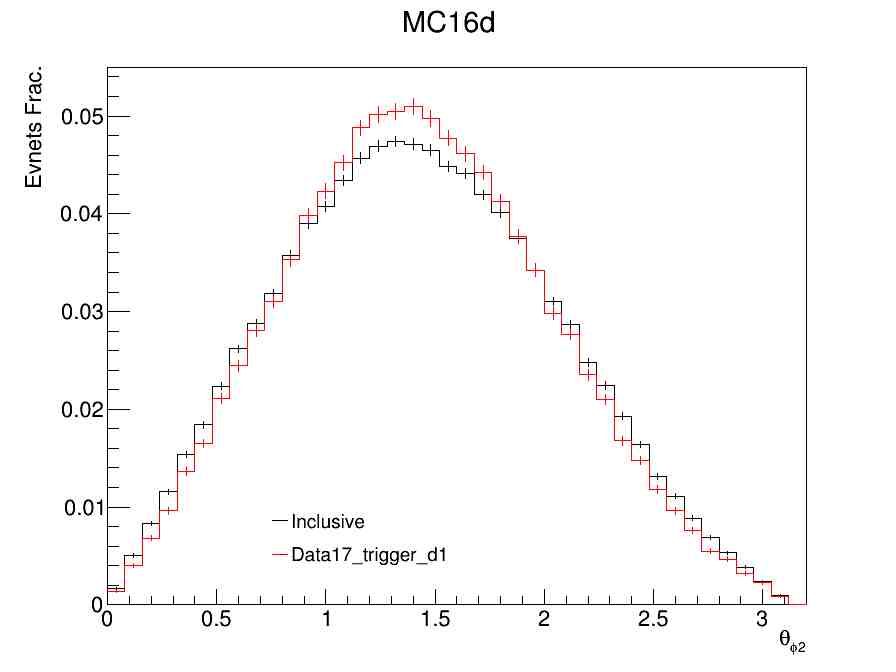 MC16d
Evnets Frac.
0.05
0.04
0.03
0.02
0.01
0
Inclusive
Data17_trigger_d1
0 0.5 1 1.5 2 2.5 3
θϕ2